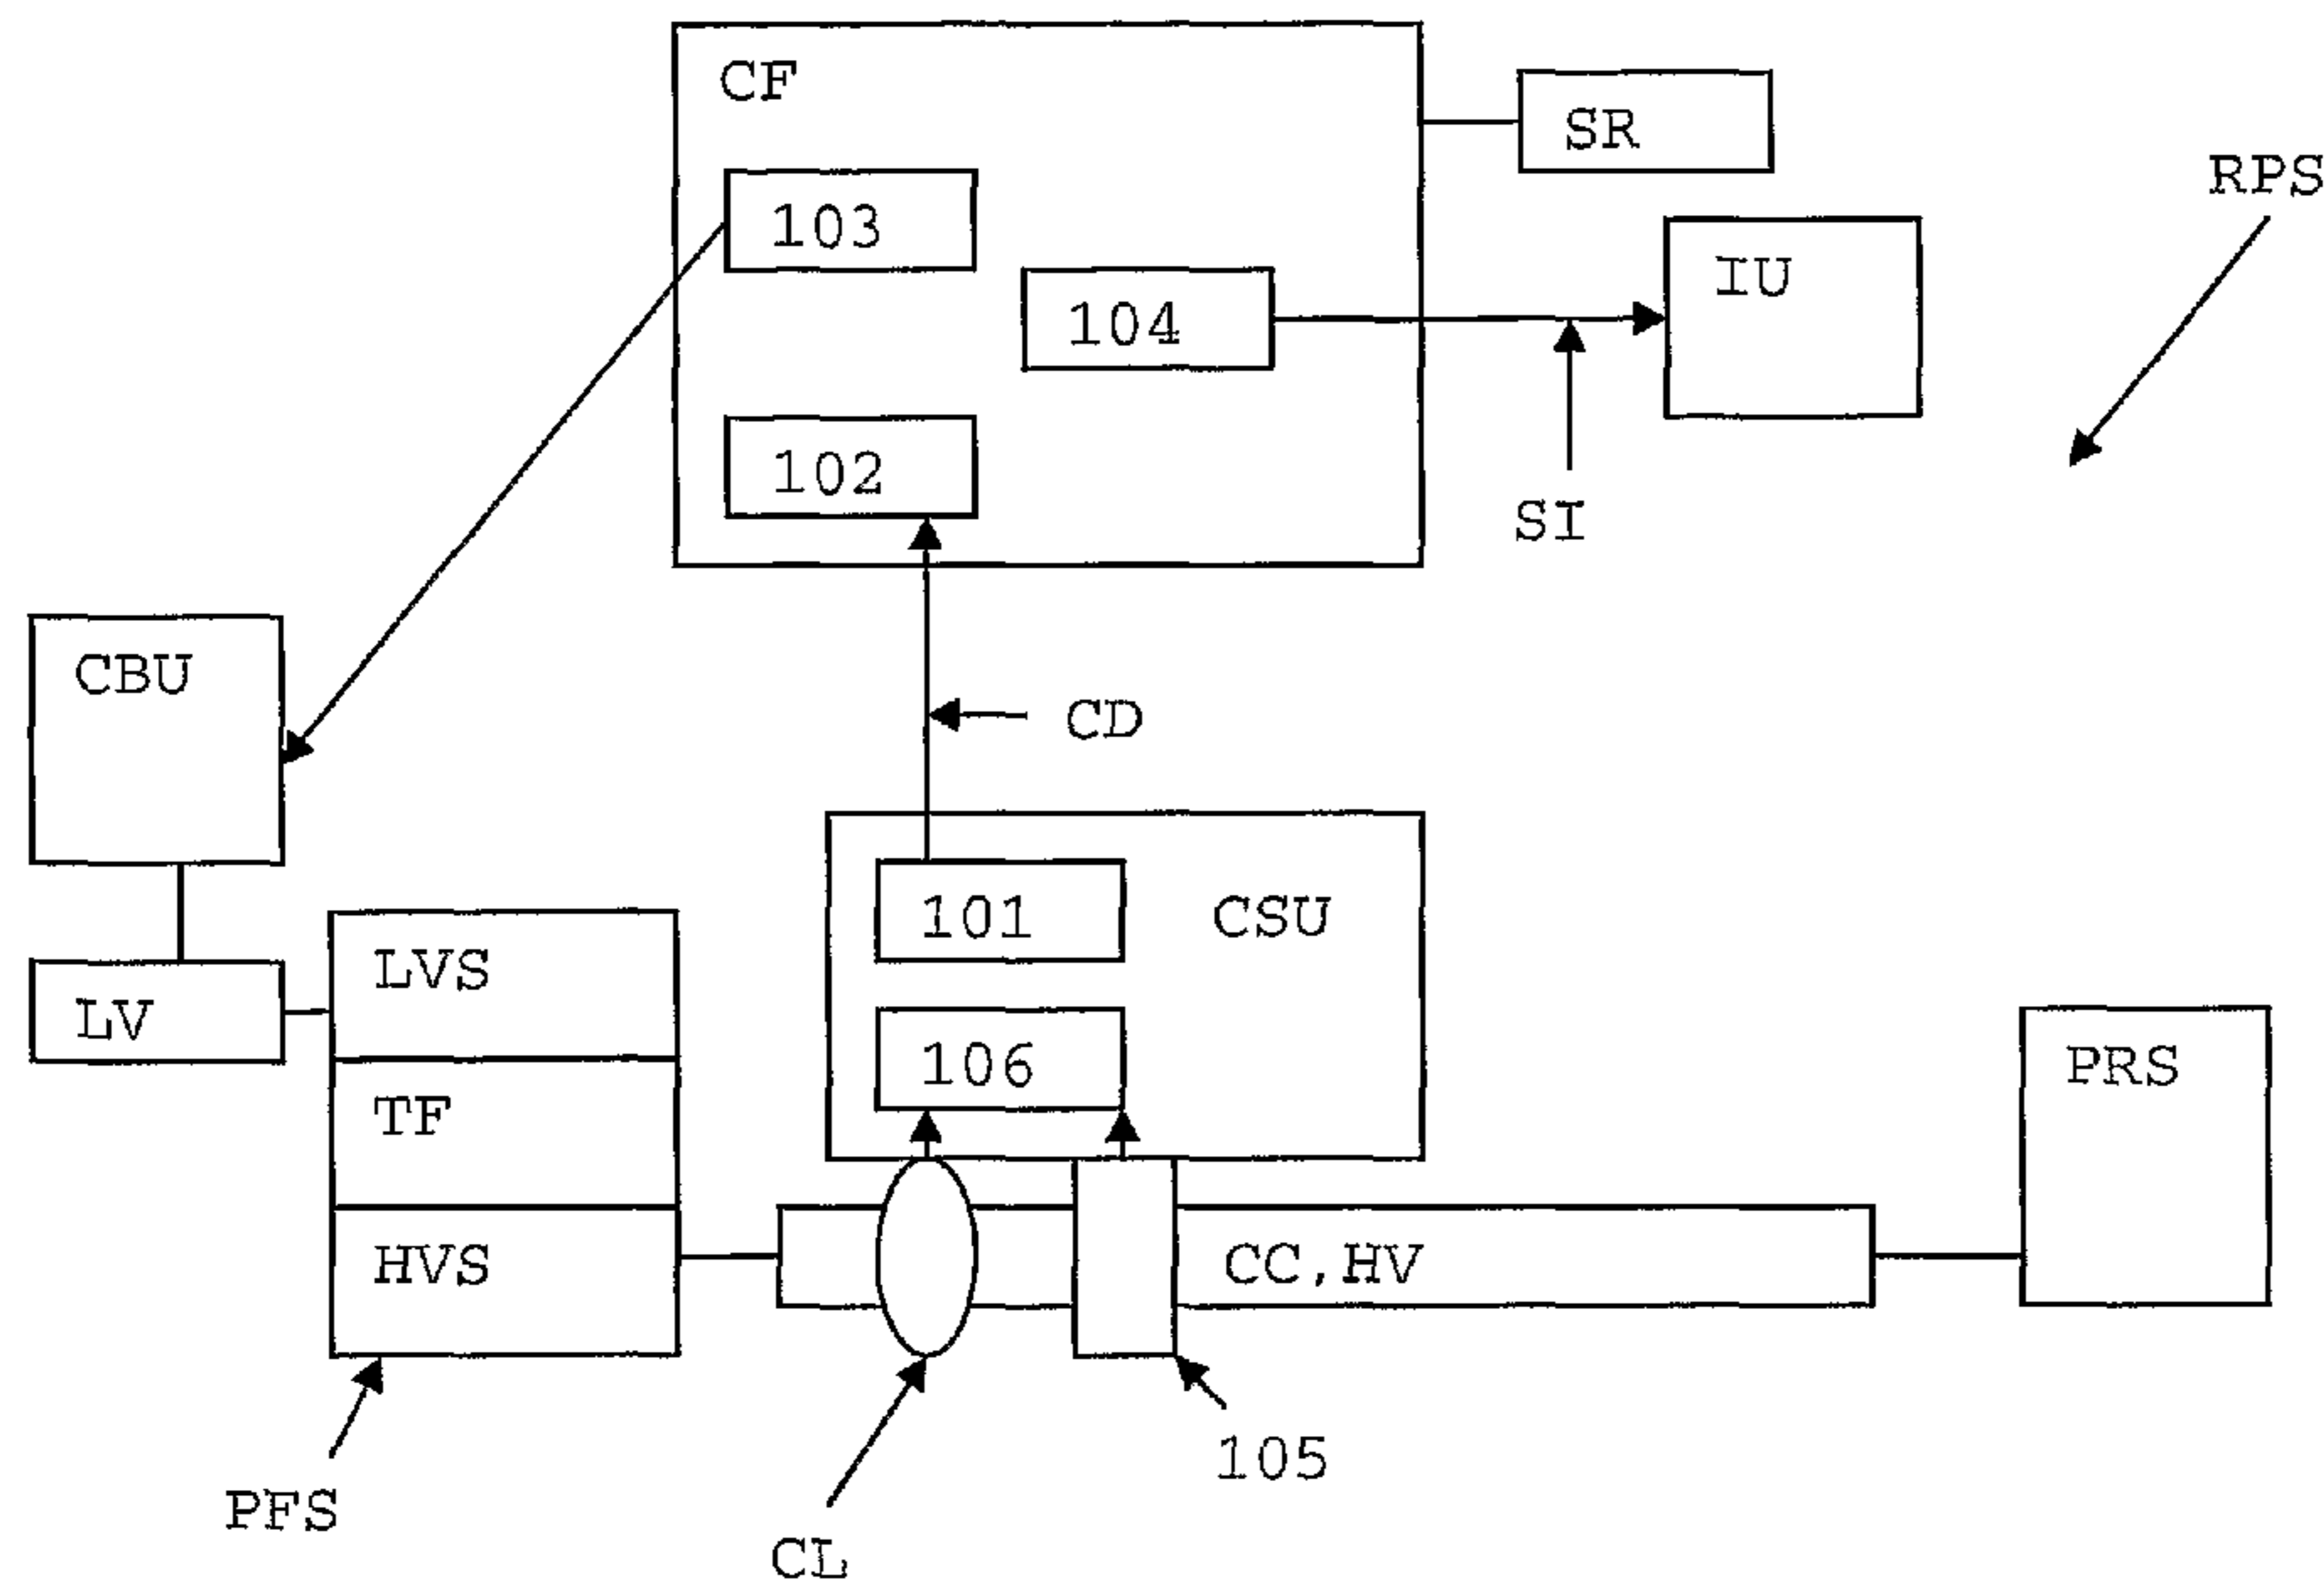 CF
SR
RPS
103
IU
104
102
SI
CBU
CD
101
CSU
LVS
LV
106
PRS
TF
HVS
CC,HV
105
PFS
CL